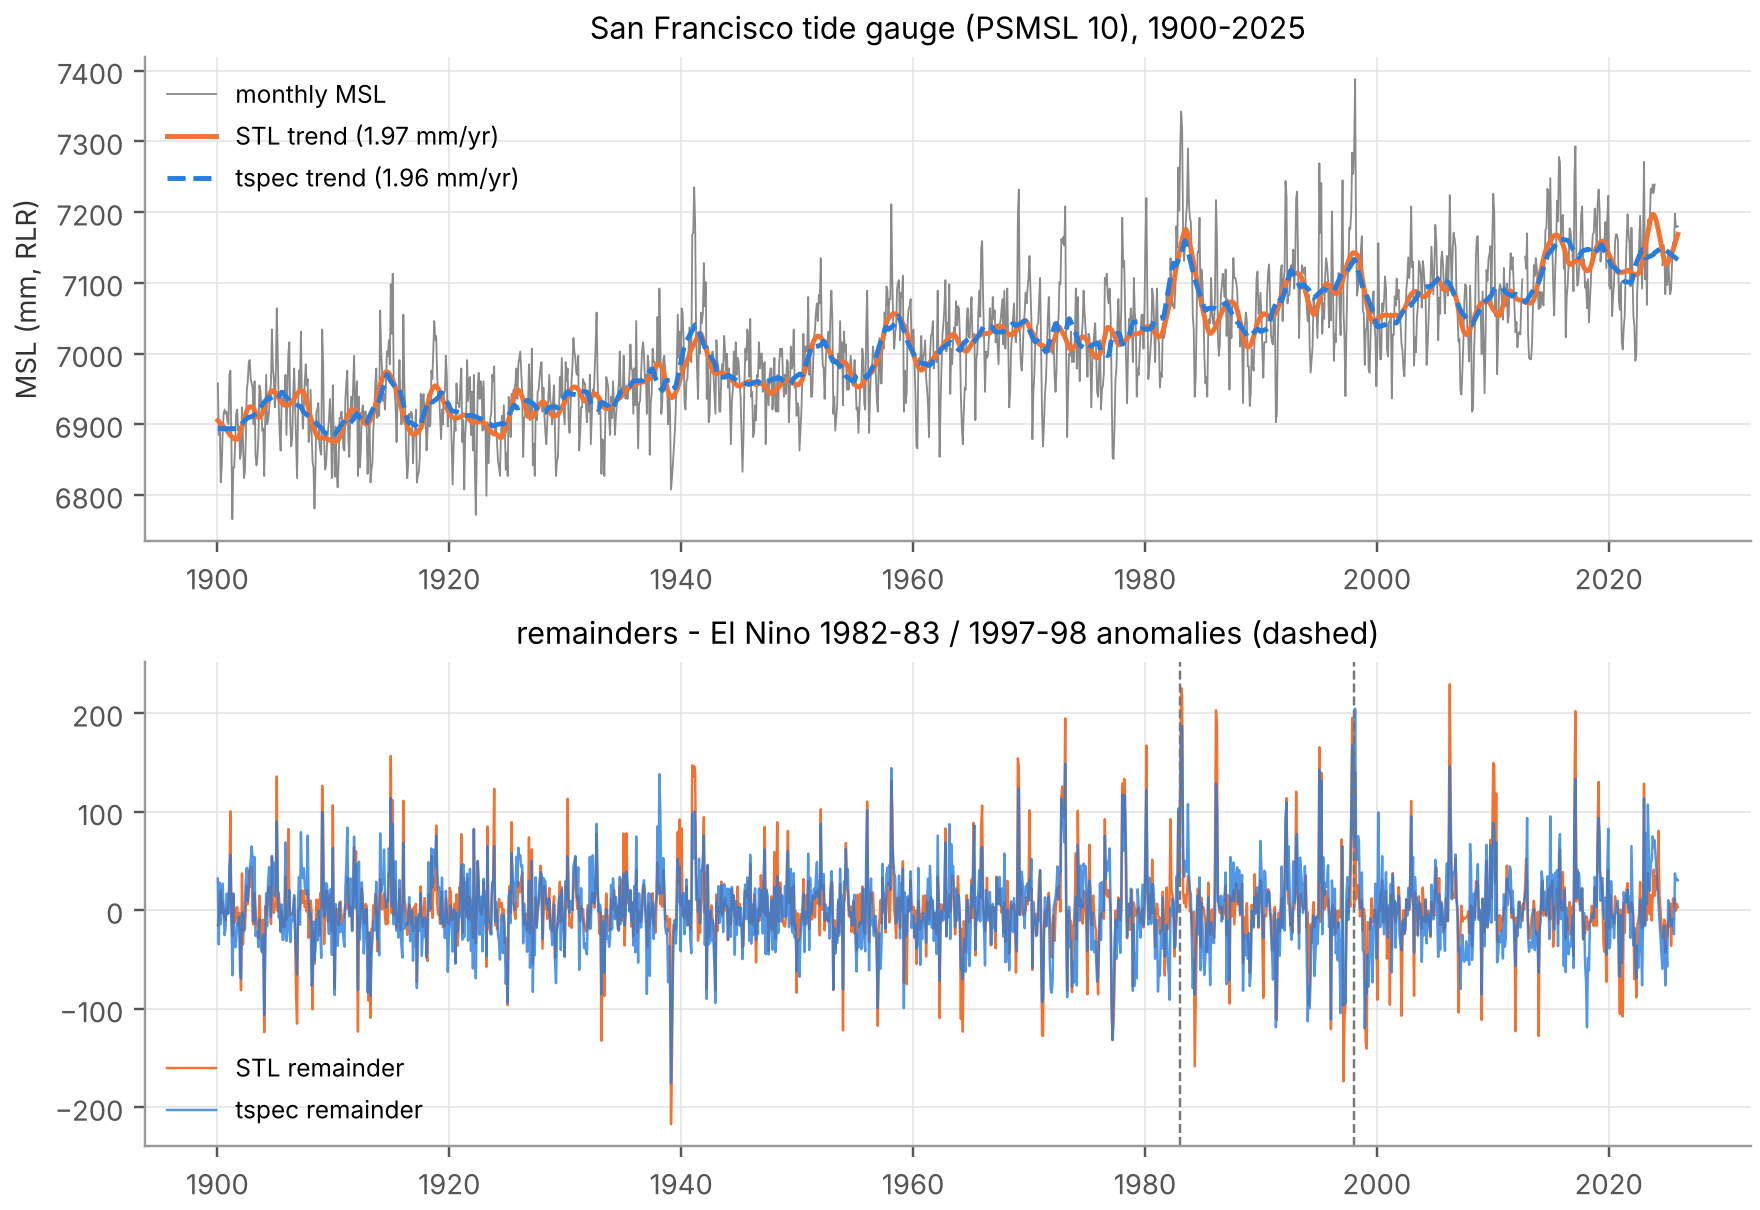 San Francisco tide gauge (PSMSL 10), 1900-2025
MSL (mm, RLR)
7400
7300
7200
7100
7000
6900
6800
monthly MSL
STL trend (1.97 mm/yr)
tspec trend (1.96 mm/yr)
1900 1920 1940 1960 1980 2000 2020
remainders - El Nino 1982-83 / 1997-98 anomalies (dashed)
200
100
0
−100
−200
STL remainder
tspec remainder
1900 1920 1940 1960 1980 2000 2020